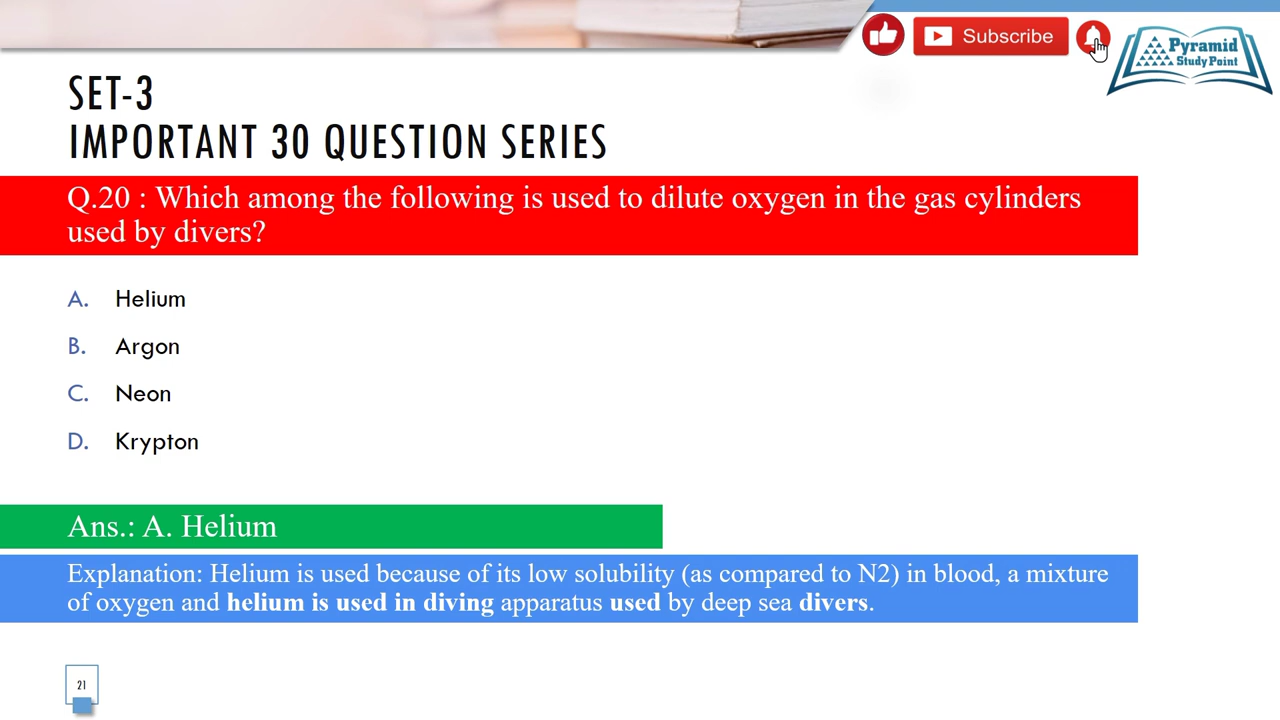 Subscribe
Pyramid
Study Point
SET-3
IMPORTANT 30 QUESTION SERIES
Q.20 : Which among the following is used to dilute oxygen in the gas cylinders
used by divers?
A. Helium
B. Argon
C. Neon
D. Krypton
Ans.: A. Helium
Explanation: Helium is used because of its low solubility (as compared to N2) in blood, a mixture
of oxygen and helium is used in diving apparatus used by deep sea divers.
21